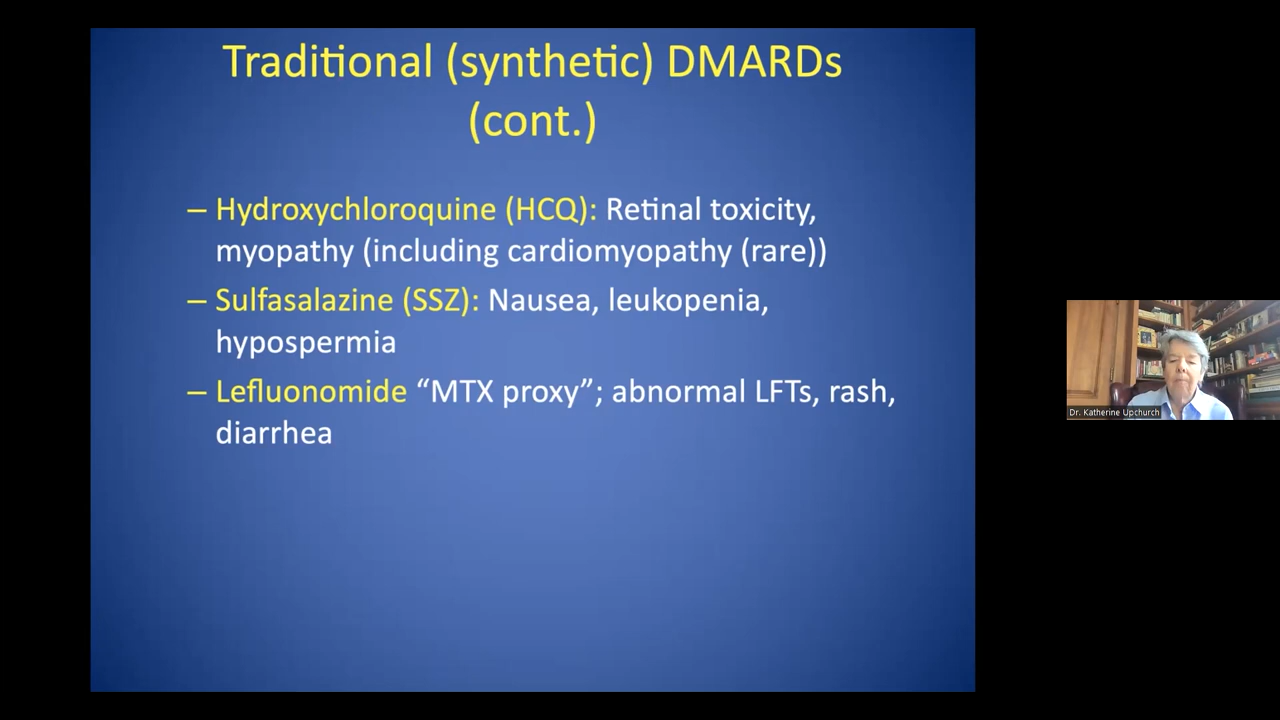 Traditional (synthetic) DMARDs
(cont.)
– Hydroxychloroquine (HCQ): Retinal toxicity,
myopathy (including cardiomyopathy (rare))
– Sulfasalazine (SSZ): Nausea, leukopenia,
hypospermia
– Lefluonomide “MTX proxy”; abnormal LFTs, rash,
diarrhea
Dr. Katherine Upchurch